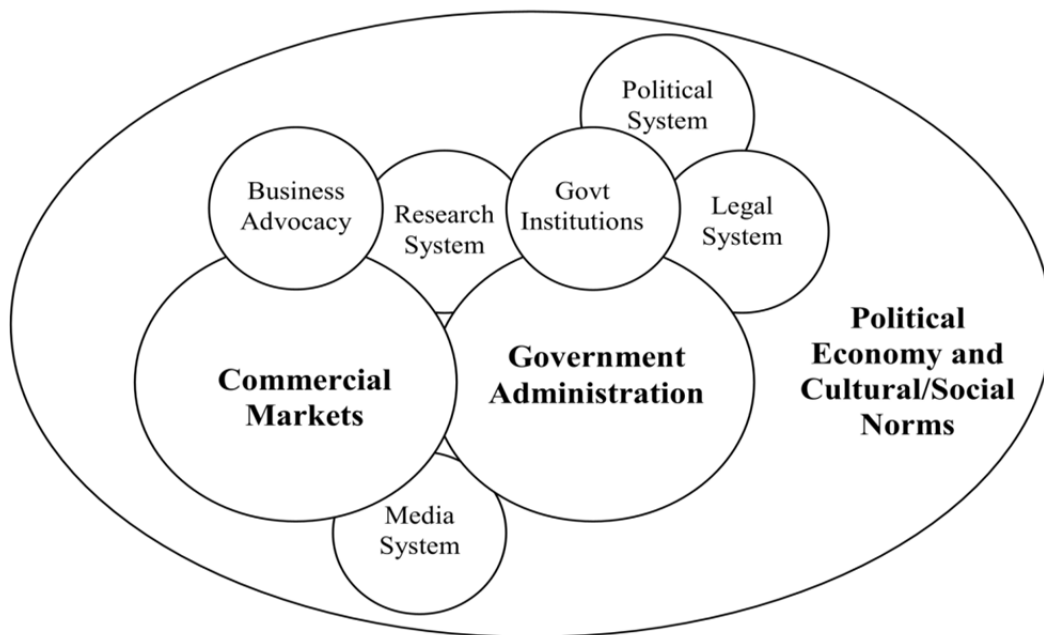 Political
System
Business
Advocacy
Research
System
Govt
Institutions
Legal
System
Commercial
Markets
Government
Administration
Political
Economy and
Cultural/Social
Norms
Media
System